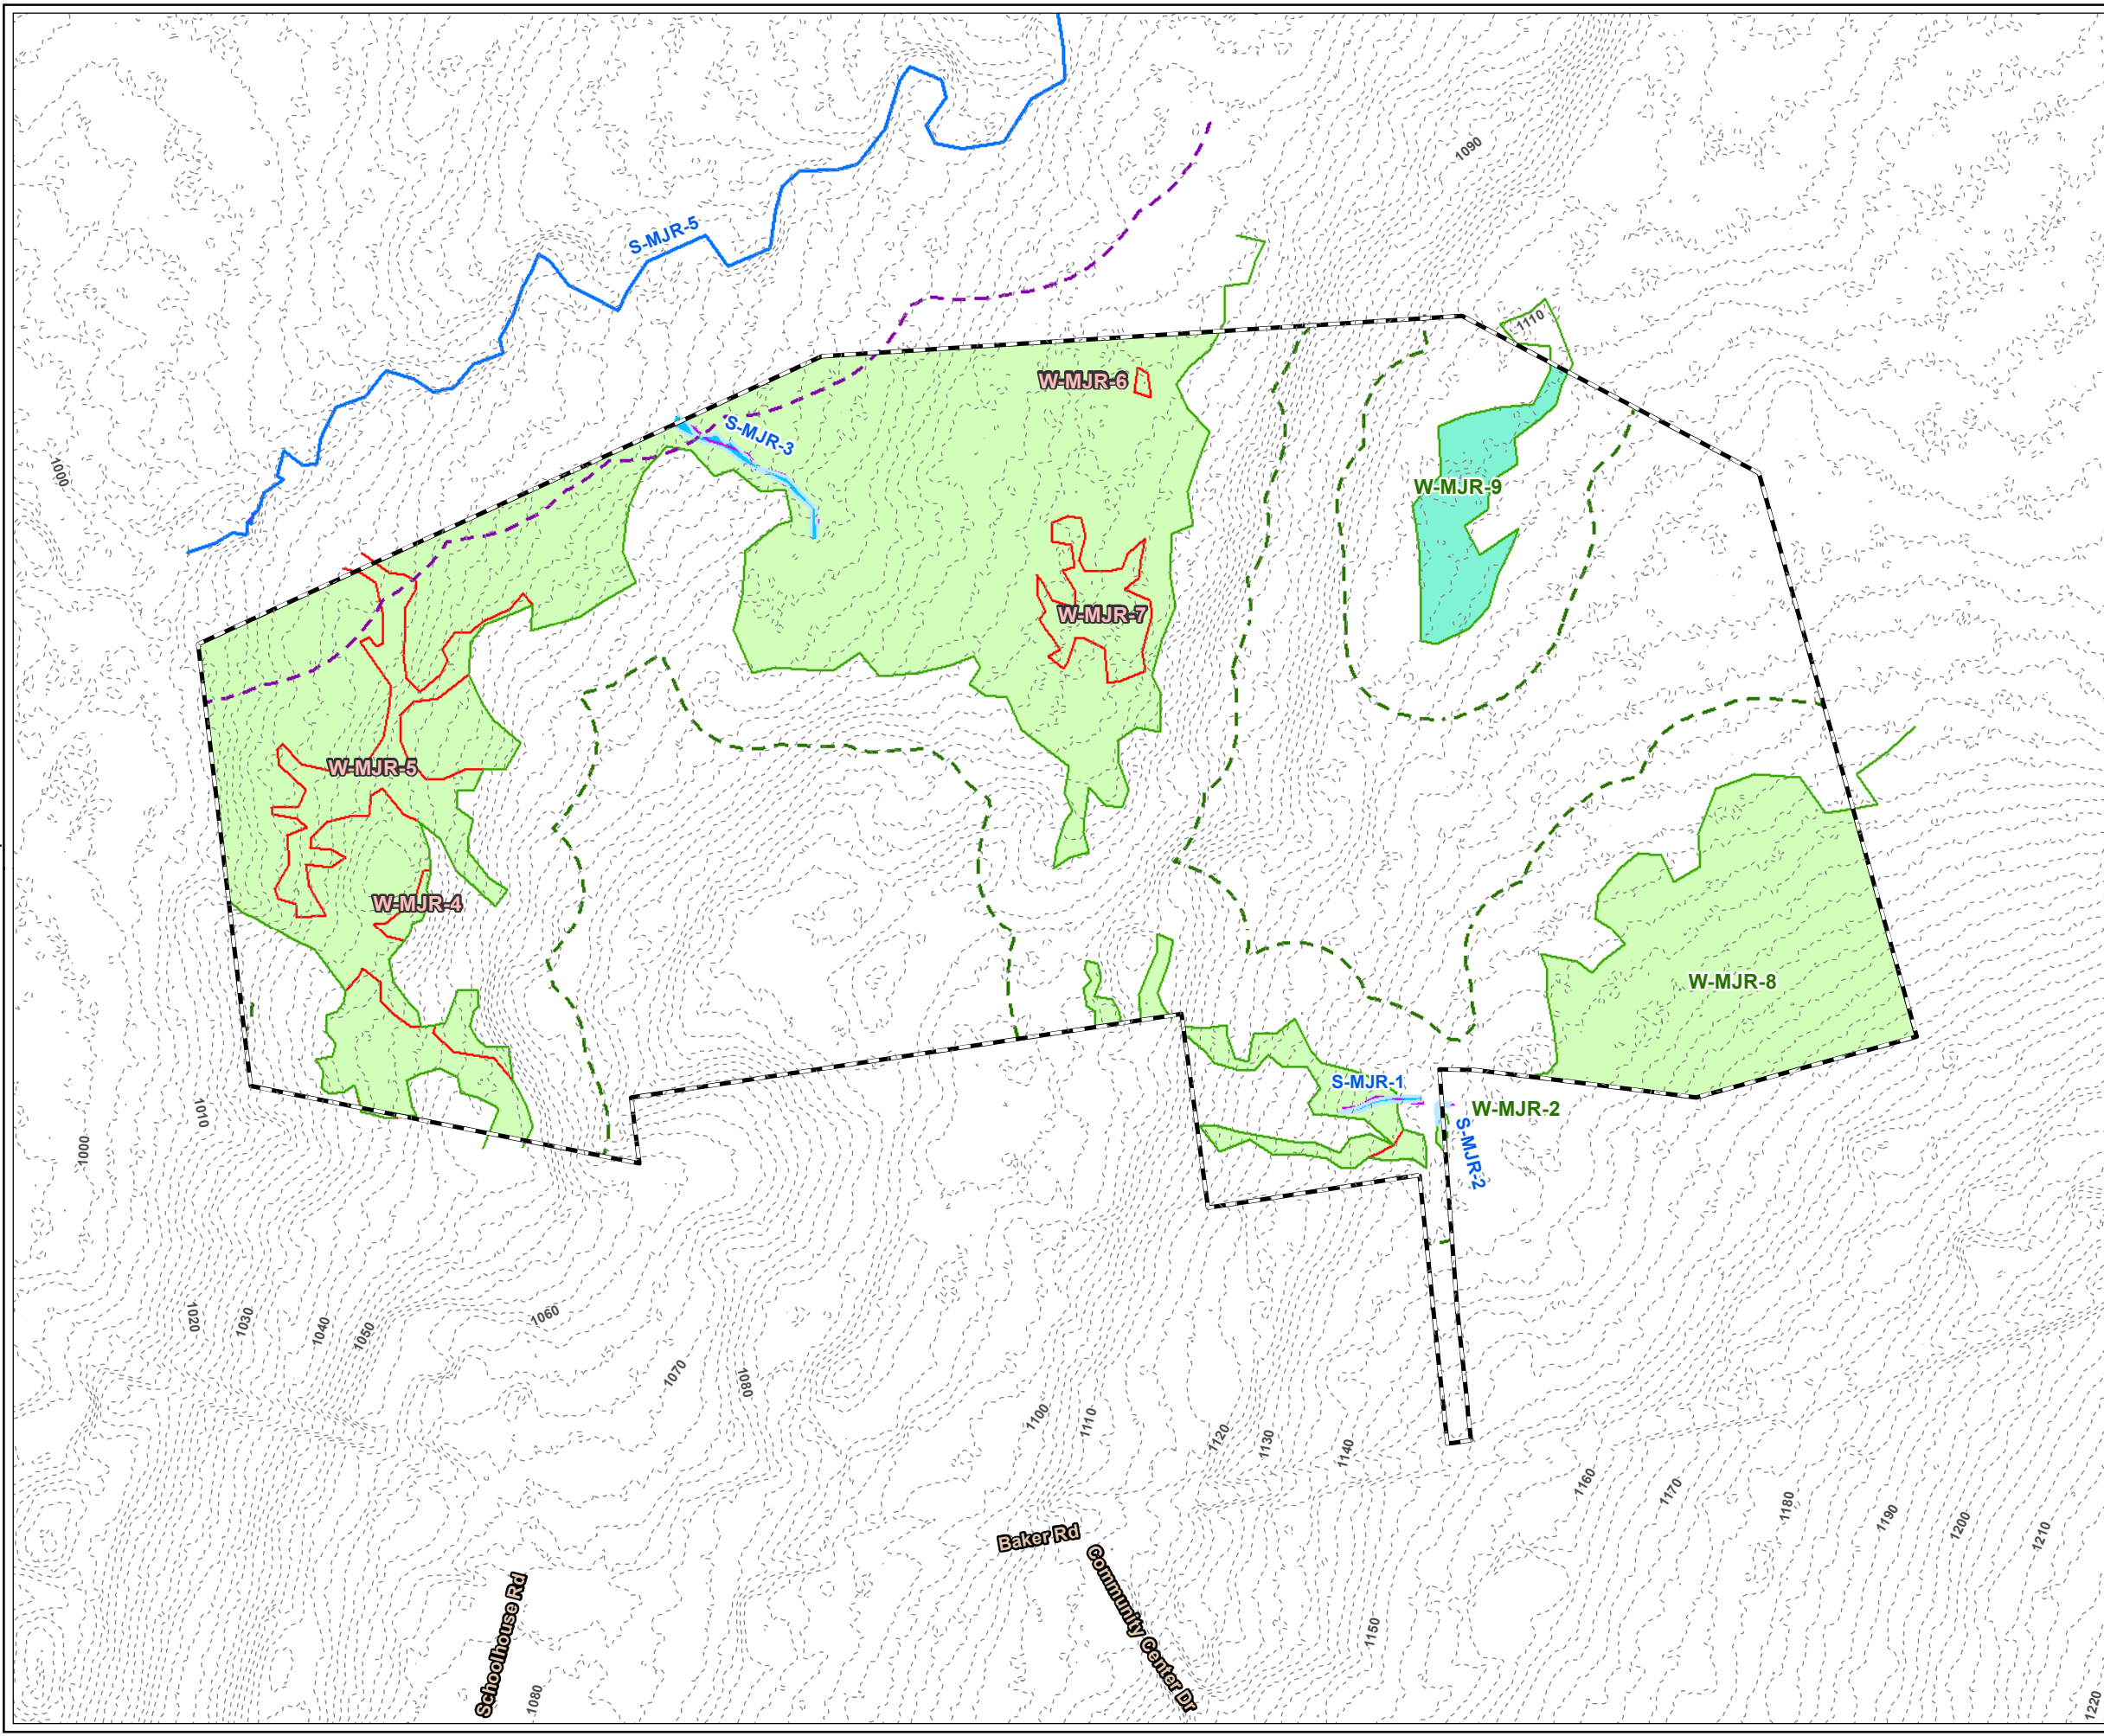 1090
S-MJR-5
1110
W-MJR-6
S-MJR-3
1000
W-MJR-9
W-MJR-7
W-MJR-5
W-MJR-4
W-MJR-8
S-MJR-1
W-MJR-2
S-MJR-2
1010
1000
1020
1030
1040
1050
1060
1070
1080
1100
1110
1120
1130
1140
1160
1170
1180
1190
1200
1210
Baker Rd
Community Center Dr
Schoolhouse Rd
1150
1080
1220